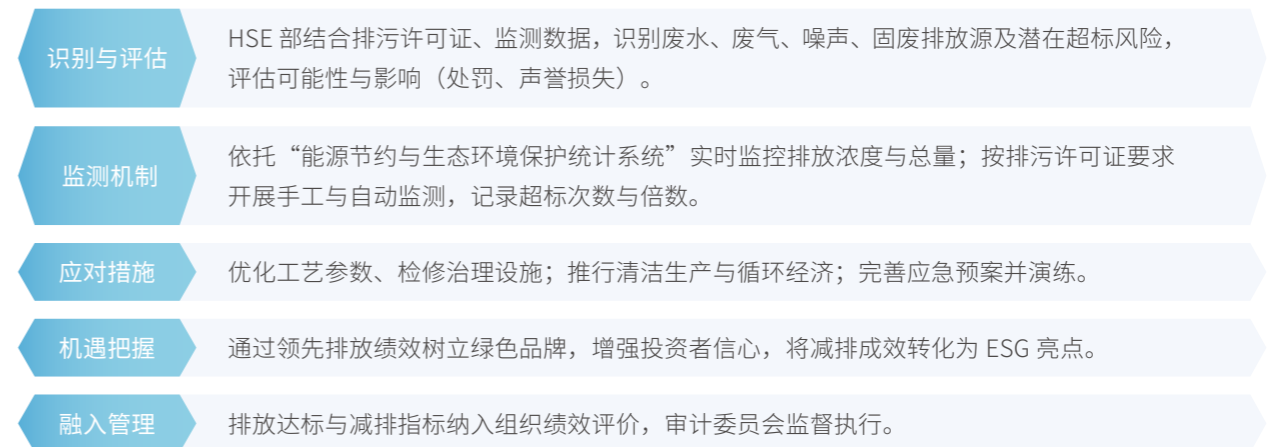 识别与评估
HSE 部结合排污许可证、监测数据，识别废水、废气、噪声、固废排放源及潜在超标风险，
评估可能性与影响（处罚、声誉损失）。
监测机制
依托“能源节约与生态环境保护统计系统”实时监控排放浓度与总量；按排污许可证要求
开展手工与自动监测，记录超标次数与倍数。
应对措施
优化工艺参数、检修治理设施；推行清洁生产与循环经济；完善应急预案并演练。
机遇把握
通过领先排放绩效树立绿色品牌，增强投资者信心，将减排成效转化为 ESG 亮点。
融入管理
排放达标与减排指标纳入组织绩效评价，审计委员会监督执行。